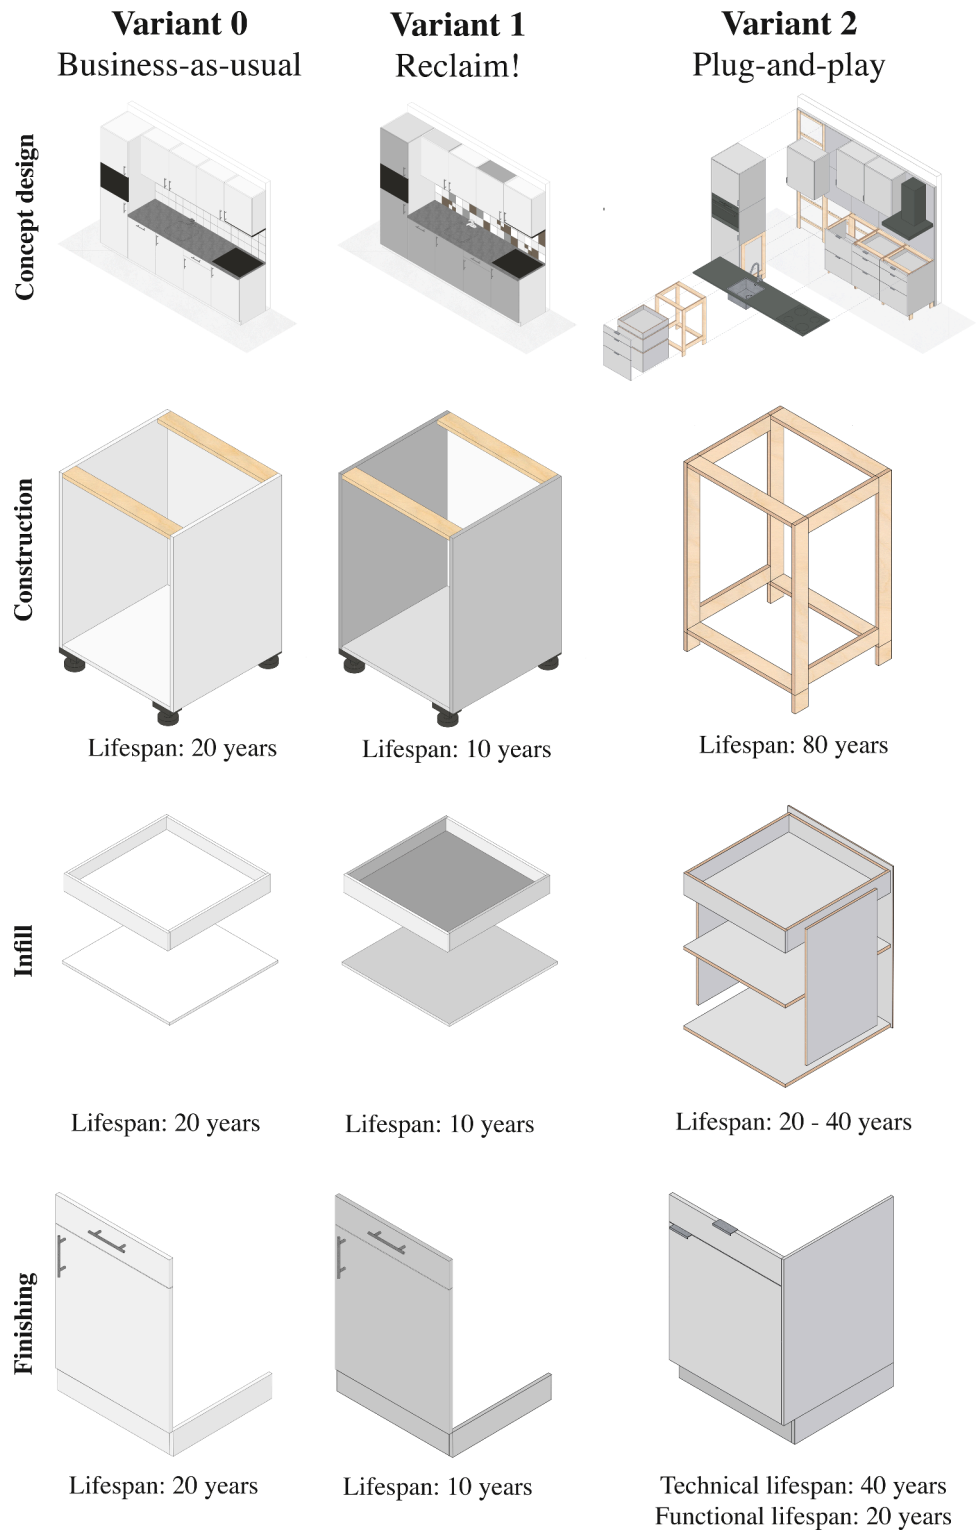 Variant 0
Business-as-usual
Variant 1
Reclaim!
Variant 2
Plug-and-play
Concept design
Construction
Lifespan: 20 years
Lifespan: 10 years
Lifespan: 80 years
Infill
Lifespan: 20 years
Lifespan: 10 years
Lifespan: 20 - 40 years
Finishing
Lifespan: 20 years
Lifespan: 10 years
Technical lifespan: 40 years
Functional lifespan: 20 years